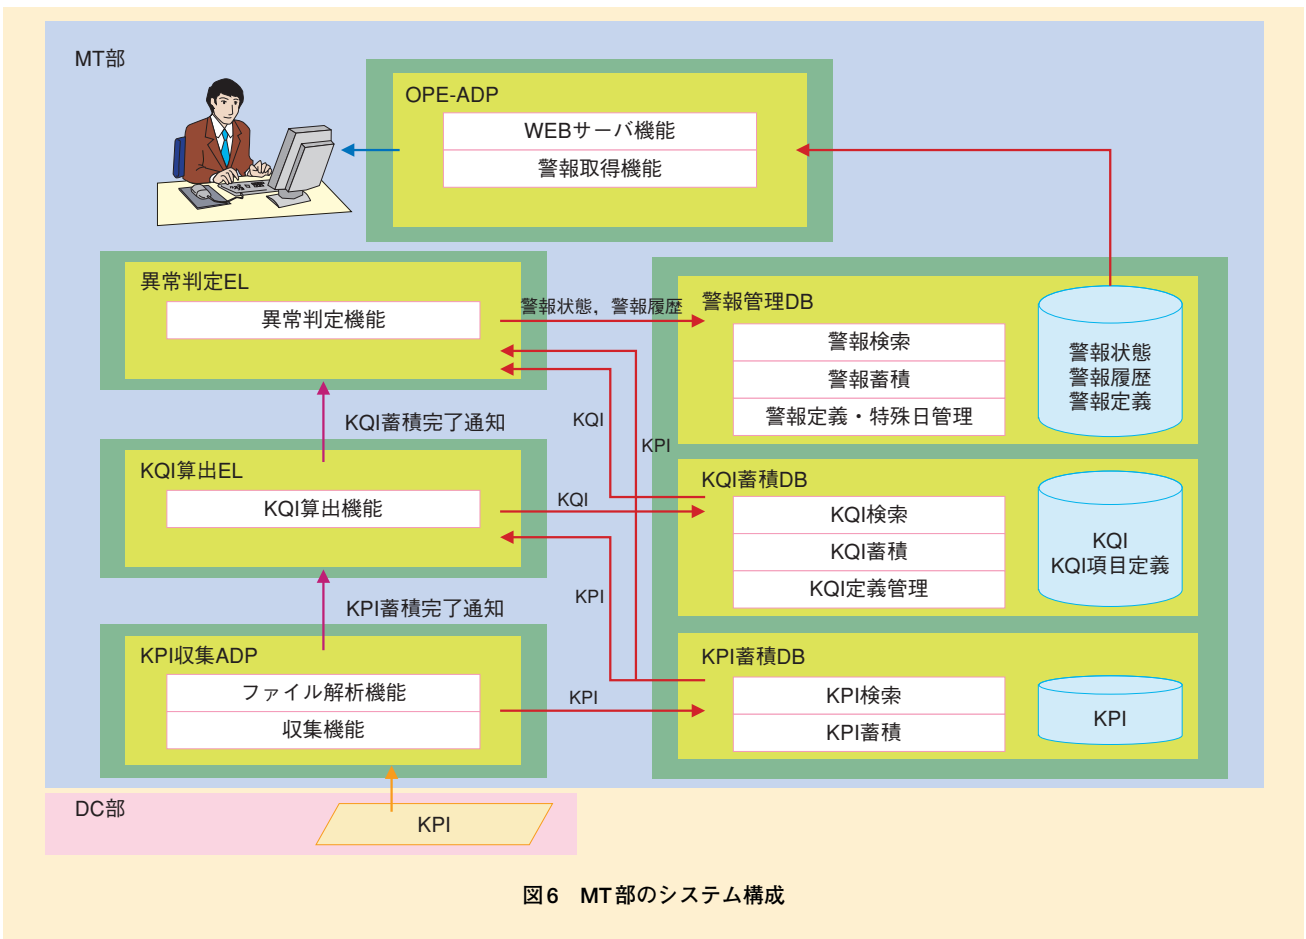 MT部
OPE-ADP
WEBサーバ機能
警報取得機能
異常判定EL
異常判定機能
警報状態，警報履歴
警報管理DB
警報検索
警報蓄積
警報定義・特殊日管理
警報状態
警報履歴
警報定義
KQI蓄積完了通知
KQI
KPI
KQI算出EL
KQI算出機能
KQI
KQI蓄積DB
KQI検索
KQI蓄積
KQI定義管理
KQI
KQI項目定義
KPI蓄積完了通知
KPI
KPI収集ADP
ファイル解析機能
収集機能
KPI
KPI蓄積DB
KPI検索
KPI蓄積
KPI
DC部
KPI
図6　MT部のシステム構成